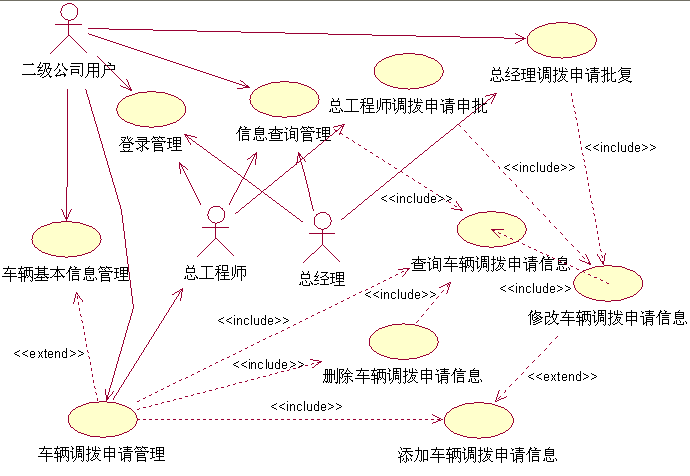 二级公司用户
总经理调拨申请批复
总工程师调拨申请申批
登录管理
信息查询管理
<<include>>
<<include>>
<<include>>
车辆基本信息管理
总工程师
总经理
查询车辆调拨申请信息
<<include>>
<<include>>
<<include>>
修改车辆调拨申请信息
<<extend>>
<<include>>
删除车辆调拨申请信息
<<extend>>
<<include>>
车辆调拨申请管理
添加车辆调拨申请信息